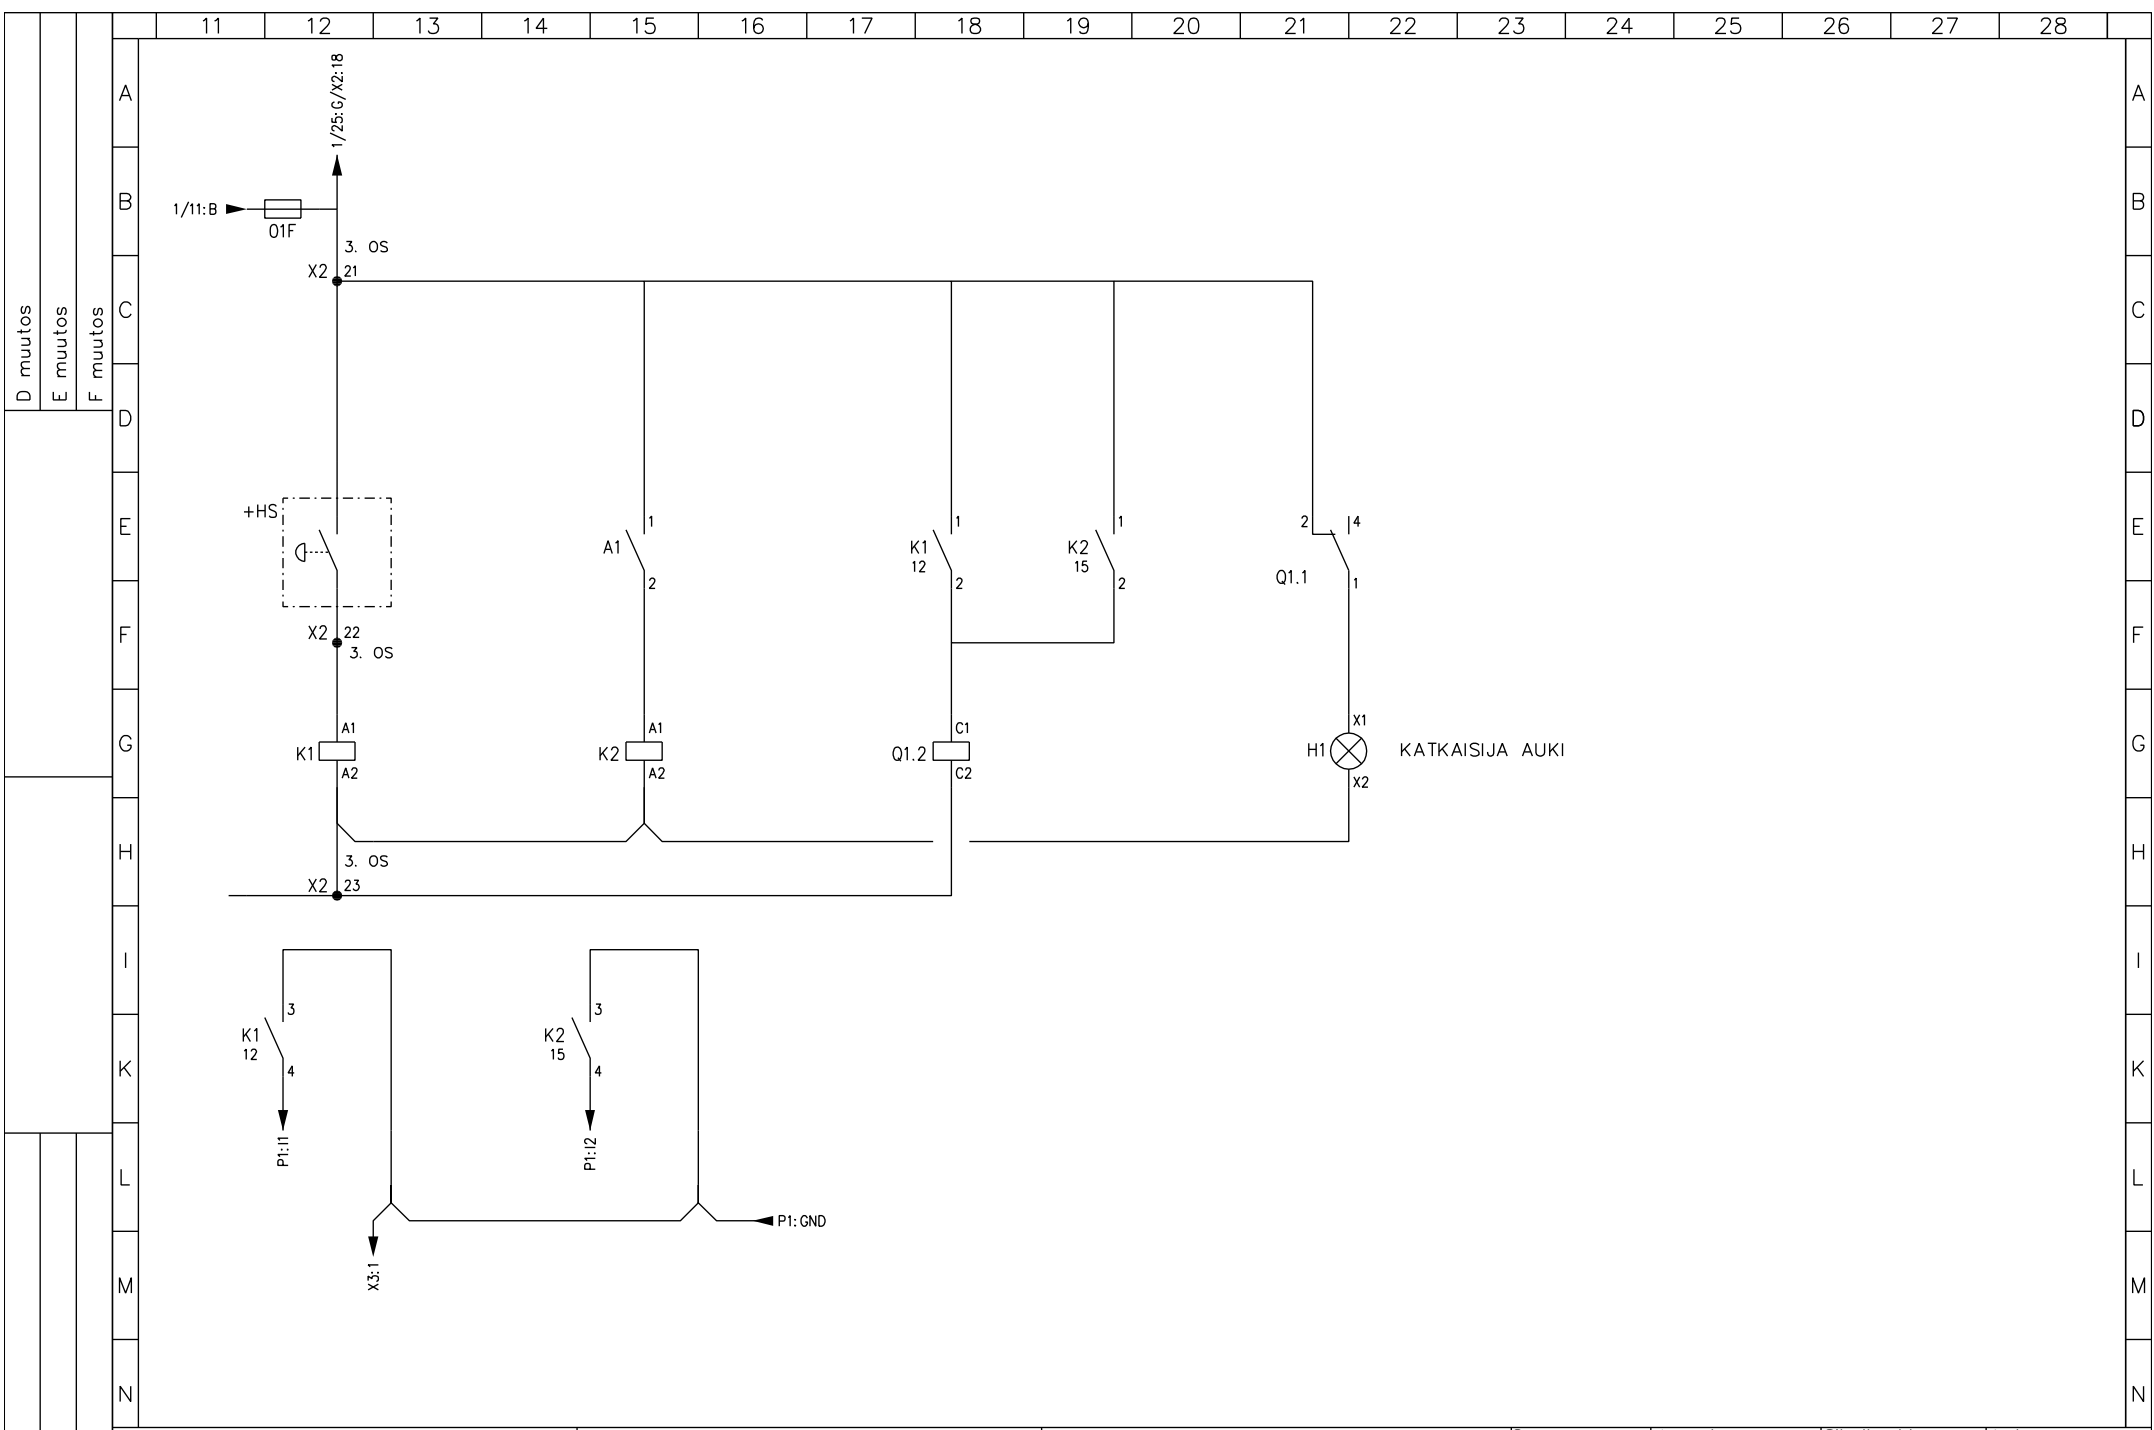 11 12 13 14 15 16 17 18 19 20 21 22 23 24 25 26 27 28
D muutos
E muutos
F muutos
A A
1/25:G/X2:18
B B
1/11:B
01F
3. OS
X2 21
C C
D D
+HS
E E
1 1 1 2 4
A1 K1 K2
12 15
Q1.1
2 2 2 1
F F
X2 22
3. OS
G G
A1 A1 C1 X1
K1 K2 Q1.2 H1 KATKAISIJA AUKI
A2 A2 C2 X2
H H
3. OS
X2 23
I I
3 3
K1 K2
12 15
K K
4 4
P1:I1 P1:I2
L L
P1:GND
X3:1
M M
N N